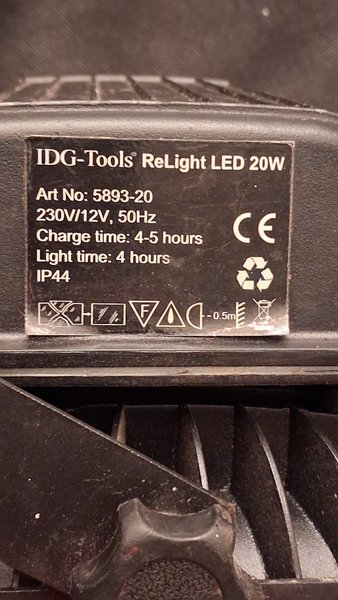 IDG-Tools® ReLight LED 20W
Art No: 5893-20
230V/12V, 50Hz
Charge time: 4-5 hours
Light time: 4 hours
IP44
CE
F
- 0.5m